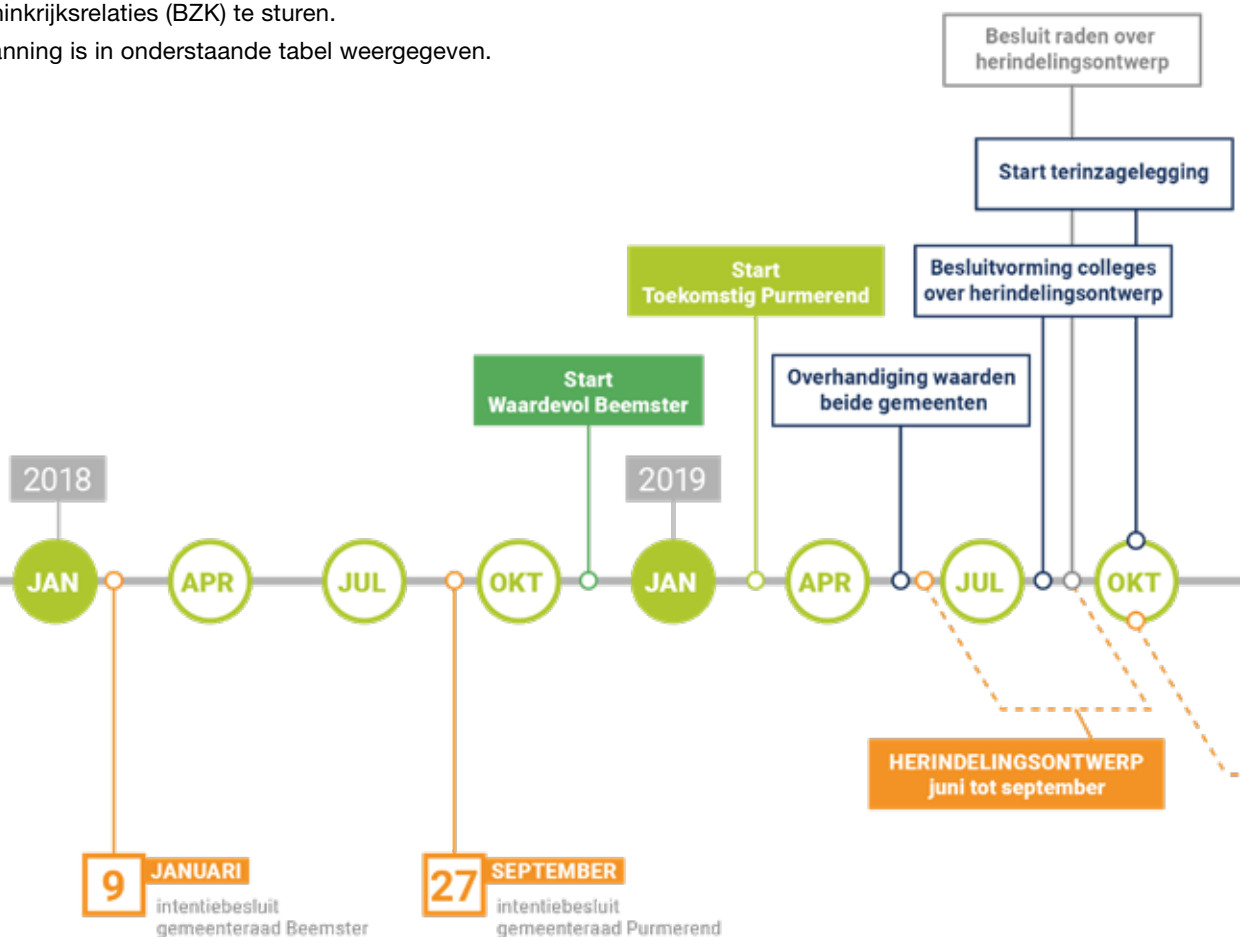 te sturen.
anning is in onderstaande tabel weergegeven.
Besluit raden over
herindelingsontwerp
Start terinzagelegging
Start
Toekomstig Purmerend
Besluitvorming colleges
over herindelingsontwerp
Start
Waardevol Beemster
Overhandiging waarden
beide gemeenten
2018
2019
JAN
APR
JUL
OKT
JAN
APR
JUL
OKT
HERINDELINGSONTWERP
juni tot september
9 JANUARI
intentiebesluit
gemeenteraad Beemster
27 SEPTEMBER
intentiebesluit
gemeenteraad Purmerend